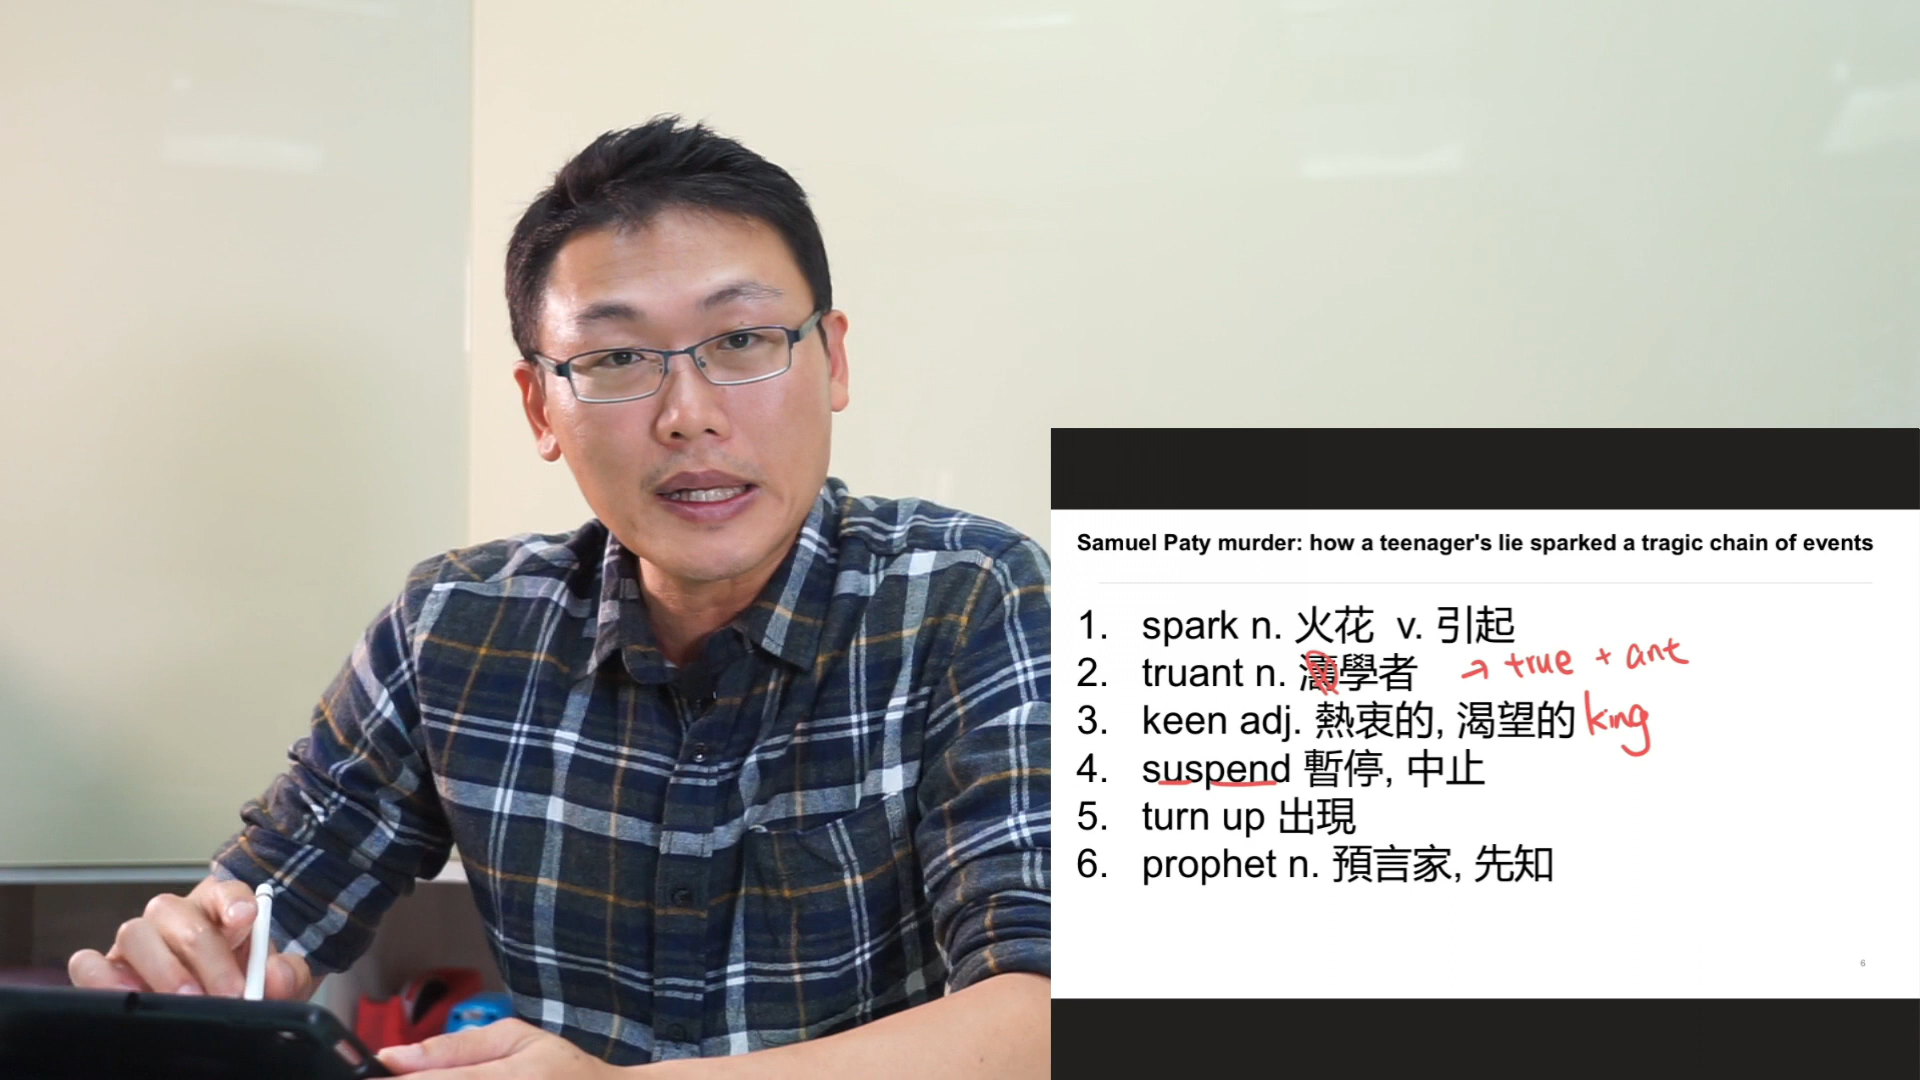 Samuel Paty murder: how a teenager's lie sparked a tragic chain of events
1. spark n. 火花 v. 引起
2. truant n. 學者 → true + ant
3. keen adj. 熱衷的, 渴望的 king
4. suspend 暫停, 中止
5. turn up 出現
6. prophet n. 預言家, 先知
6